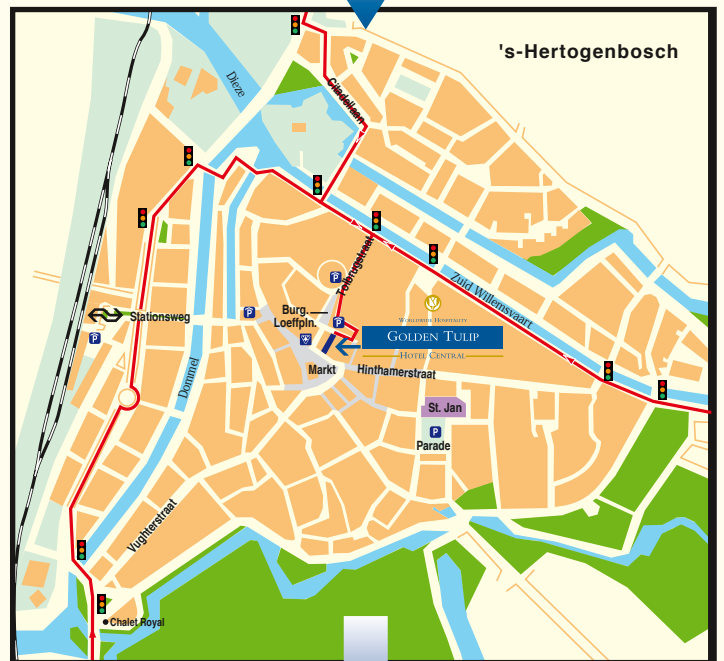 's-Hertogenbosch
Dieze
Citadellaan
Tolbrugstraat
Zuid Willemsvaart
P
Burg.
Loeffpln.
P
P
WORLDWIDE HOSPITALITY
GOLDEN TULIP
HOTEL CENTRAL
Stationsweg
P
Markt
Hinthamerstraat
Dommel
St. Jan
P
Parade
Vughterstraat
Chalet Royal